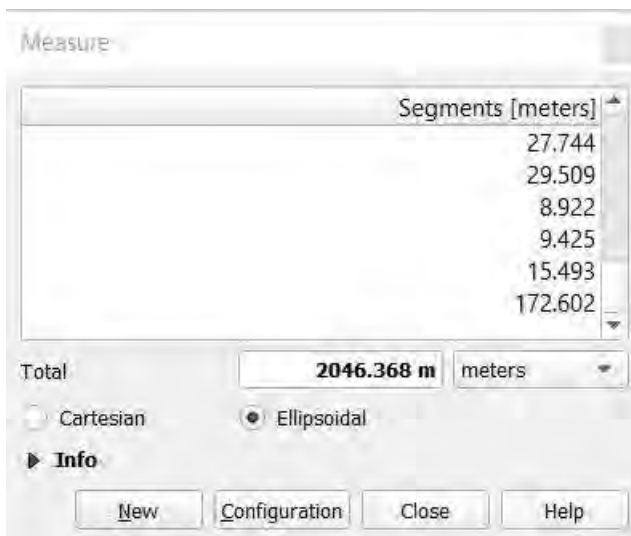 Measure
Segments [meters]
27.744
29.509
8.922
9.425
15.493
172.602
Total 2046.368 m meters
Cartesian Ellipsoidal
Info
New Configuration Close Help